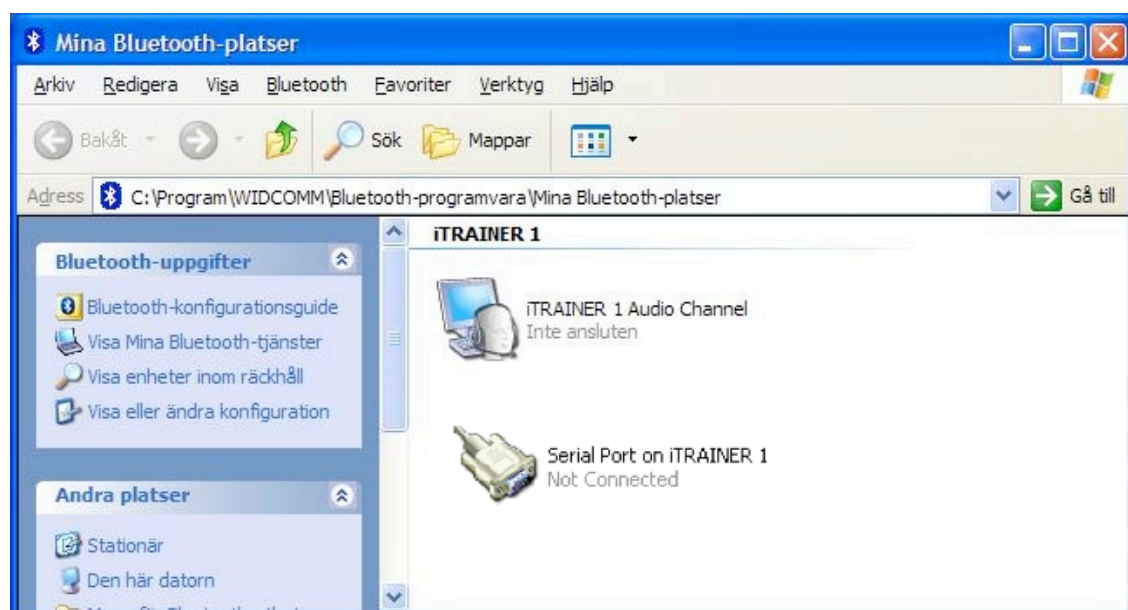 Mina Bluetooth-platser
Arkiv Redigera Visa Bluetooth Favoriter Verktyg Hjälp
Bakåt Sök Mappar
Adress C:\Program\WIDCOMM\Bluetooth-programvara\Mina Bluetooth-platser Gå till
Bluetooth-uppgifter
Bluetooth-konfigurationsguide
Visa Mina Bluetooth-tjänster
Visa enheter inom räckhåll
Visa eller ändra konfiguration
Andra platser
Stationär
Den här datorn
iTRAINER 1
iTRAINER 1 Audio Channel
Inte ansluten
Serial Port on iTRAINER 1
Not Connected